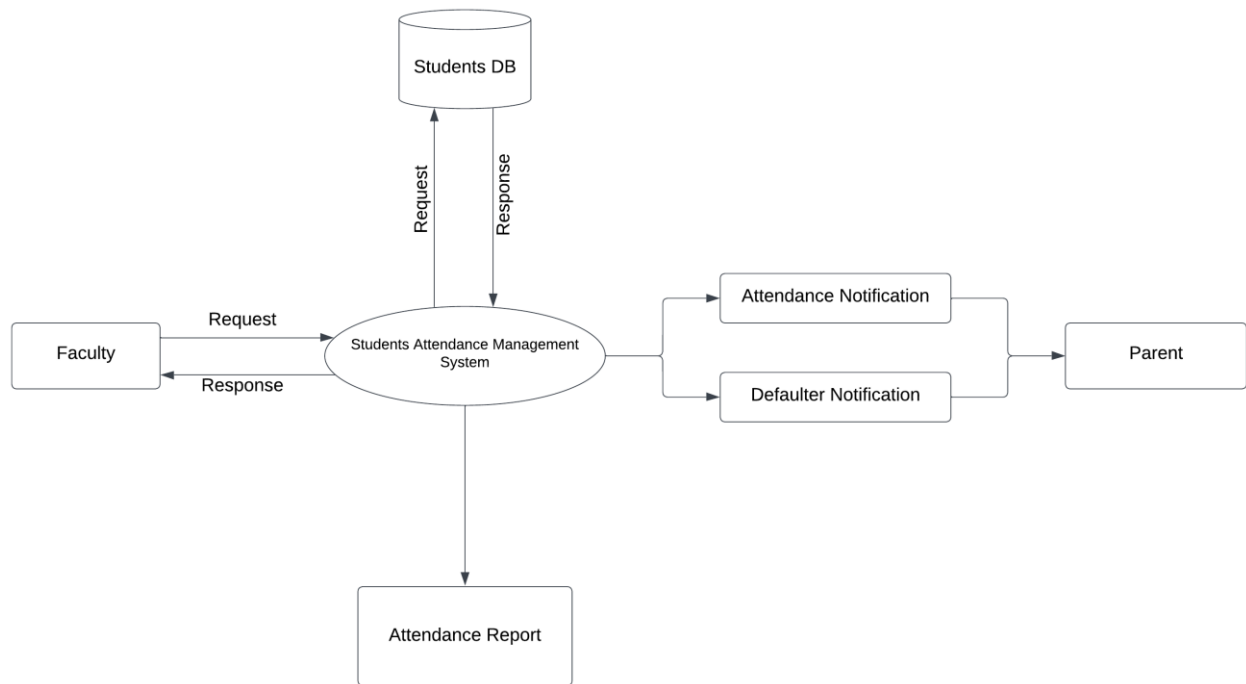 Students DB
Request
Response
Request
Faculty
Response
Students Attendance Management
System
Attendance Notification
Defaulter Notification
Parent
Attendance Report